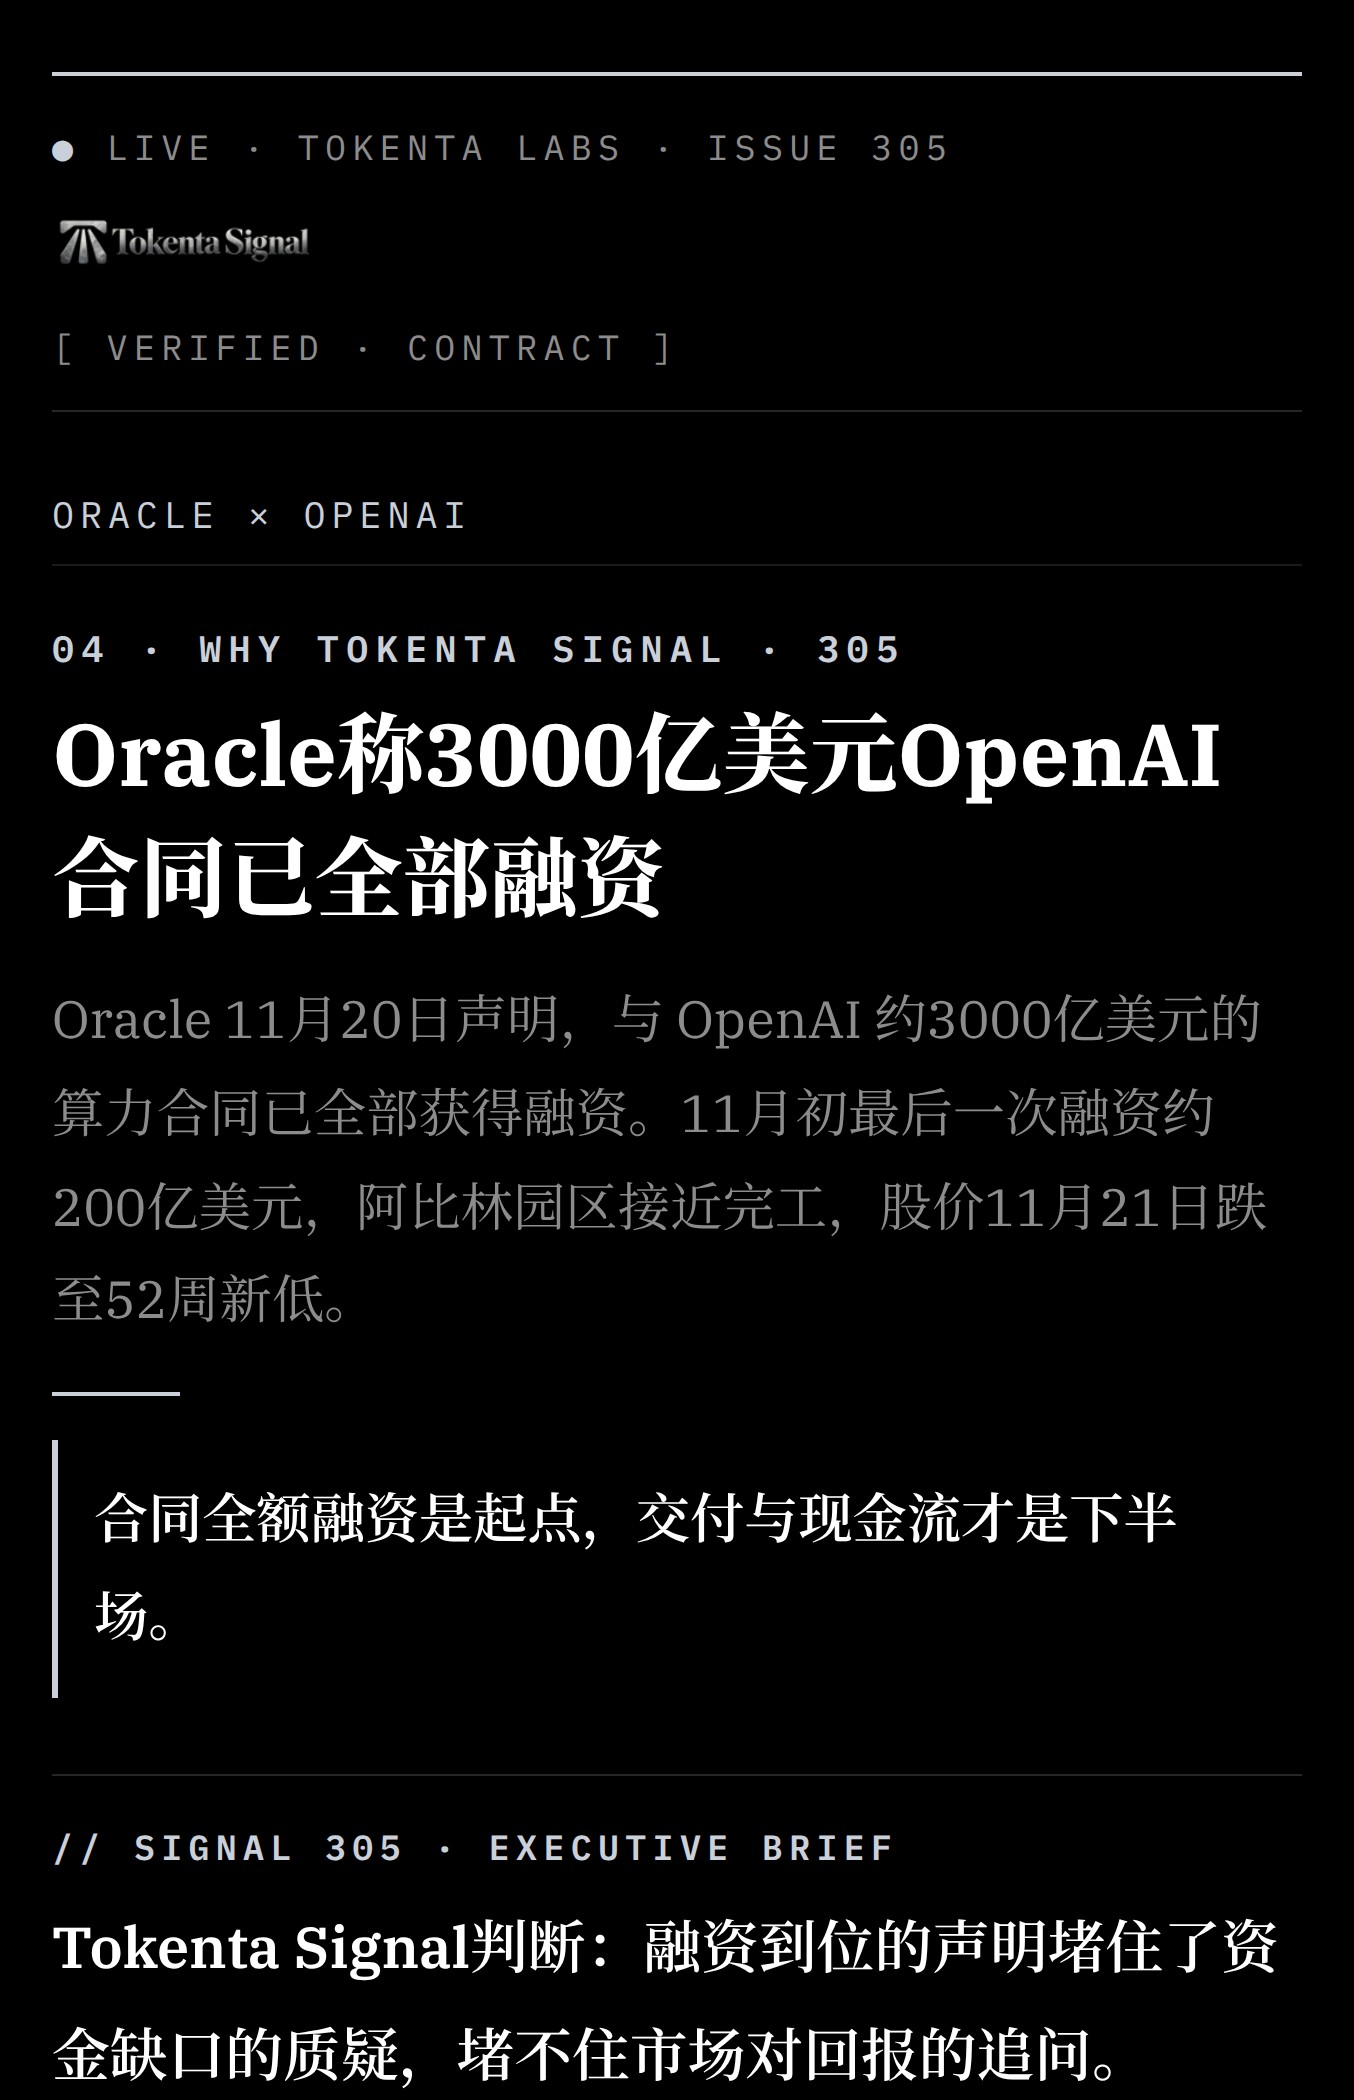 ● LIVE · TOKENTA LABS · ISSUE 305
Tokenta Signal
[ VERIFIED · CONTRACT ]
ORACLE × OPENAI
04 · WHY TOKENTA SIGNAL · 305
Oracle称3000亿美元OpenAI
合同已全部融资
Oracle 11月20日声明，与 OpenAI 约3000亿美元的
算力合同已全部获得融资。11月初最后一次融资约
200亿美元，阿比林园区接近完工，股价11月21日跌
至52周新低。
合同全额融资是起点，交付与现金流才是下半
场。
// SIGNAL 305 · EXECUTIVE BRIEF
Tokenta Signal判断：融资到位的声明堵住了资
金缺口的质疑，堵不住市场对回报的追问。